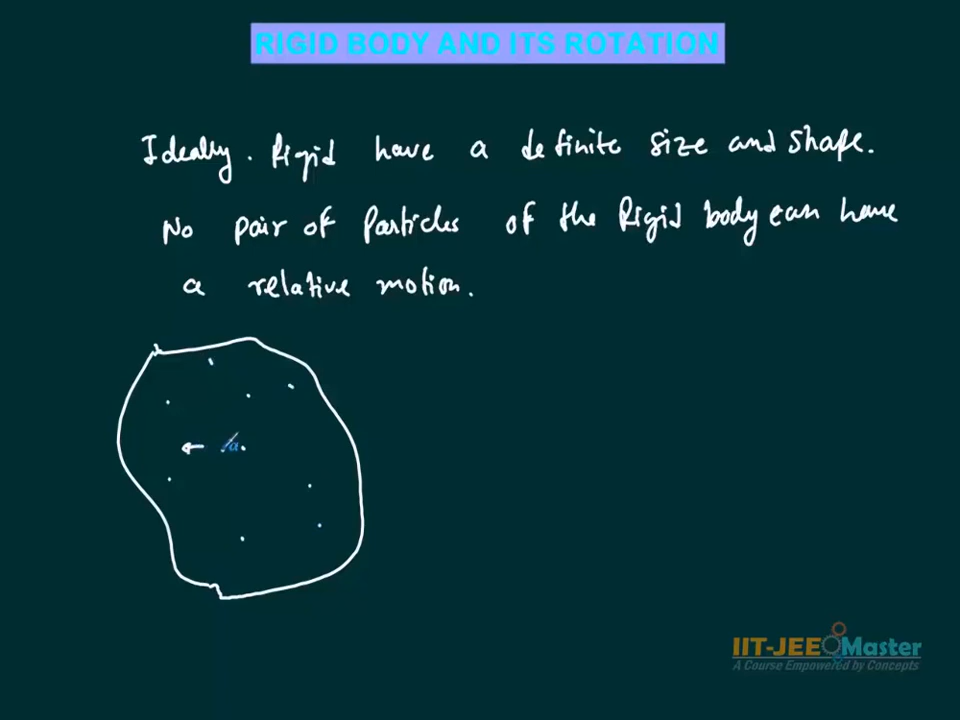 RIGID BODY AND ITS ROTATION
Ideally. Rigid have a definite size and shape.
No pair of particles of the Rigid body can have
a relative motion.
IIT-JEE Master
A Course Empowered by Concepts